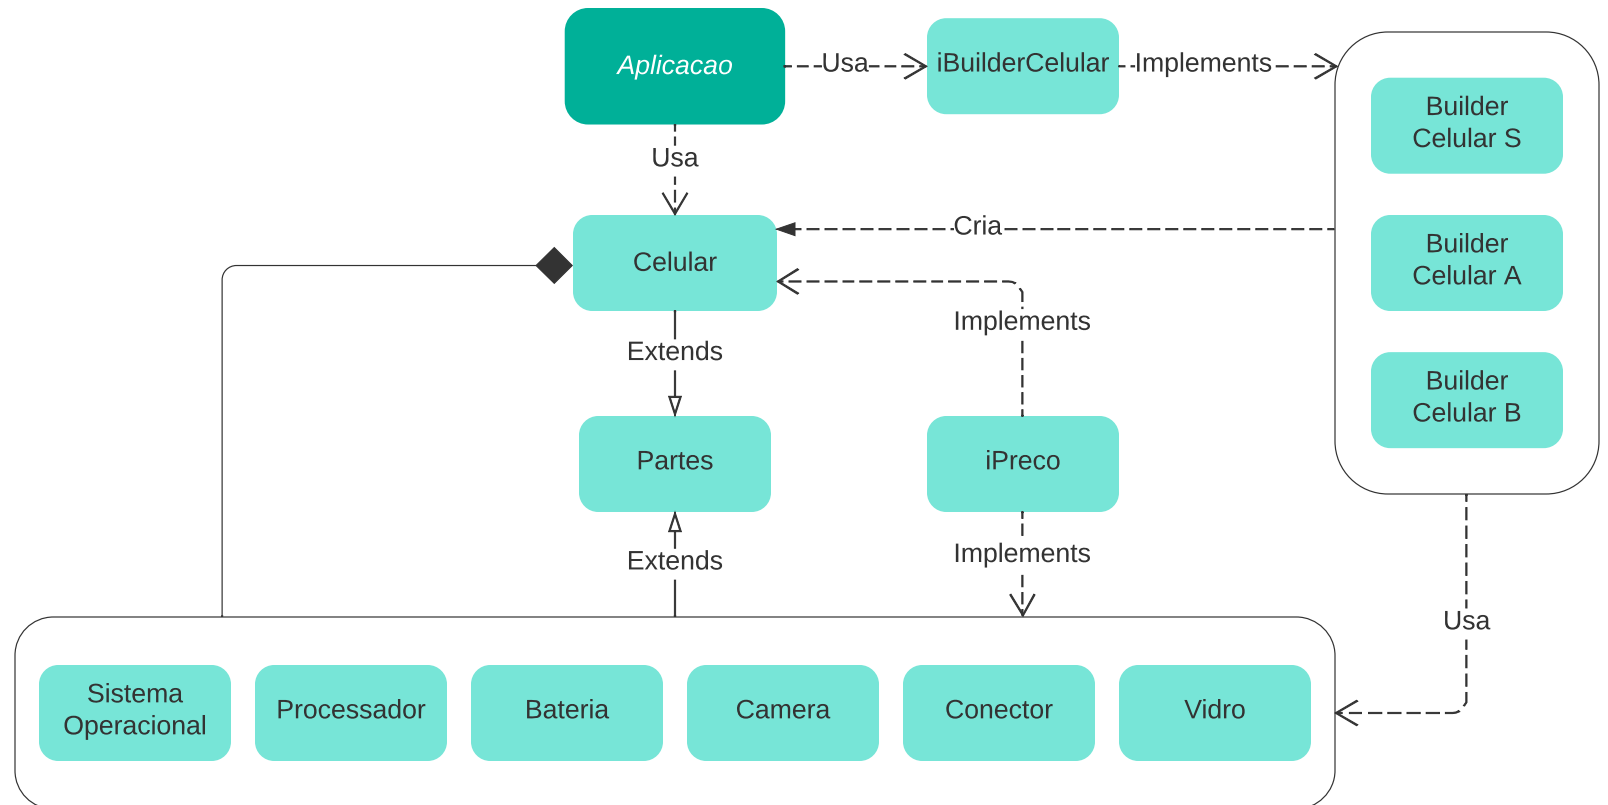 Aplicacao
Usa
iBuilderCelular
Implements
Builder
Celular S
Usa
Celular
Cria
Builder
Celular A
Extends
Implements
Builder
Celular B
Partes
iPreco
Extends
Implements
Usa
Sistema
Operacional
Processador
Bateria
Camera
Conector
Vidro